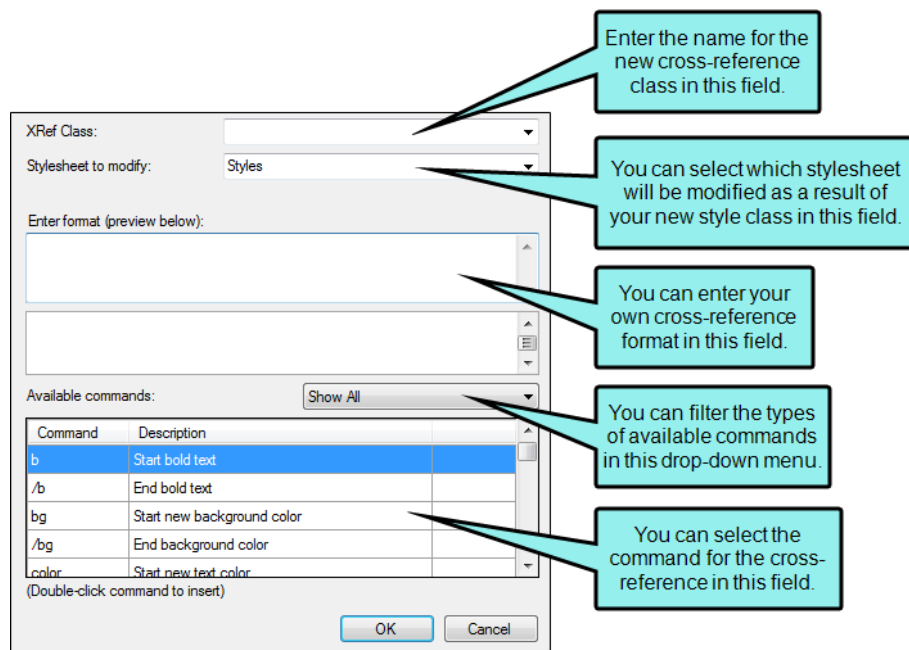 Enter the name for the
new cross-reference
class in this field.
XRef Class:
Stylesheet to modify:
Styles
You can select which stylesheet
will be modified as a result of
your new style class in this field.
Enter format (preview below):
You can enter your
own cross-reference
format in this field.
Available commands:
Show All
You can filter the types
of available commands
in this drop-down menu.
Command
Description
b
Start bold text
/b
End bold text
bg
Start new background color
/bg
End background color
color
Start new text color
You can select the
command for the cross-
reference in this field.
(Double-click command to insert)
OK
Cancel